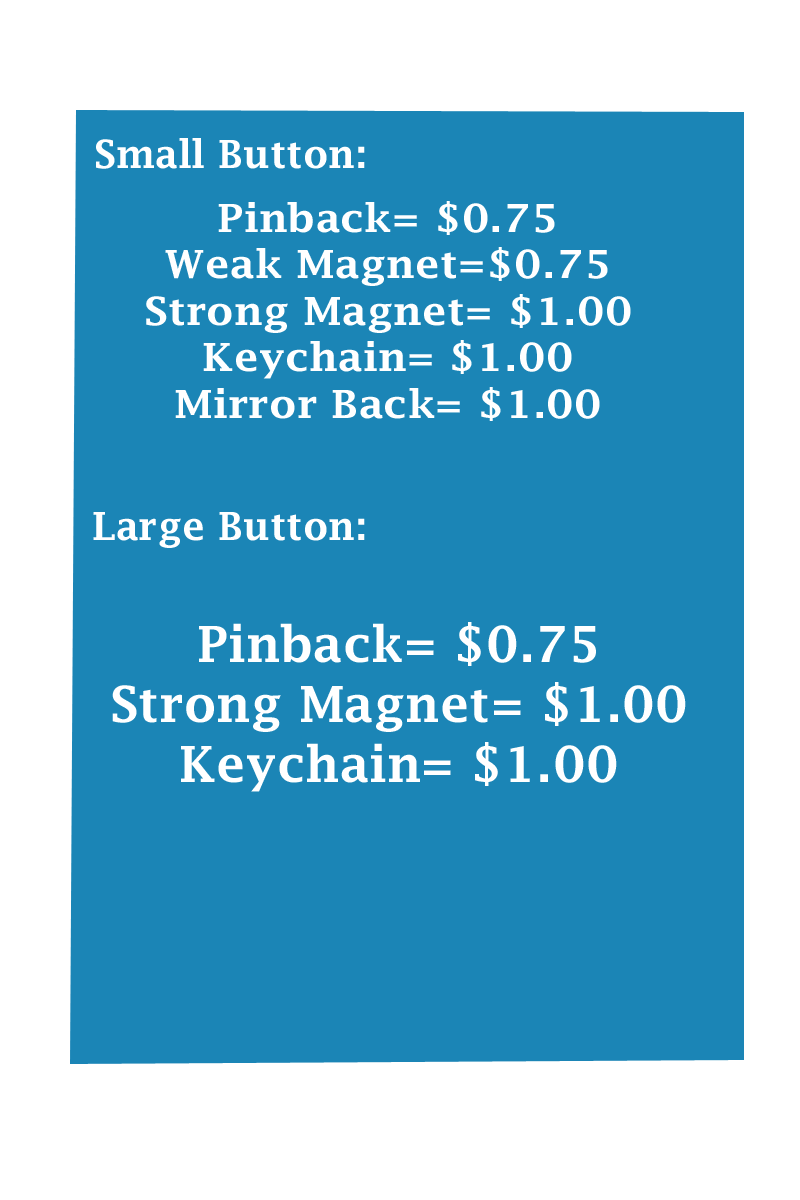 Small Button:
Pinback= $0.75
Weak Magnet=$0.75
Strong Magnet= $1.00
Keychain= $1.00
Mirror Back= $1.00
Large Button:
Pinback= $0.75
Strong Magnet= $1.00
Keychain= $1.00